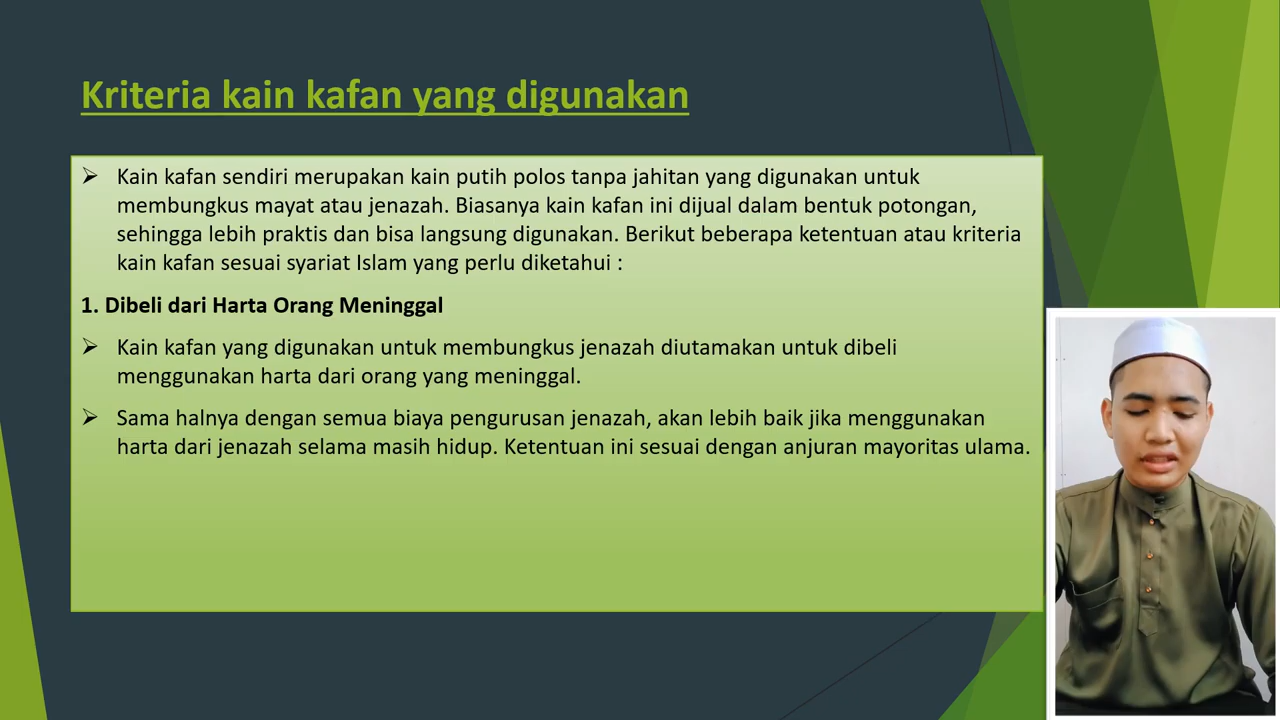 Kriteria kain kafan yang digunakan
➢ Kain kafan sendiri merupakan kain putih polos tanpa jahitan yang digunakan untuk
membungkus mayat atau jenazah. Biasanya kain kafan ini dijual dalam bentuk potongan,
sehingga lebih praktis dan bisa langsung digunakan. Berikut beberapa ketentuan atau kriteria
kain kafan sesuai syariat Islam yang perlu diketahui :
1. Dibeli dari Harta Orang Meninggal
➢ Kain kafan yang digunakan untuk membungkus jenazah diutamakan untuk dibeli
menggunakan harta dari orang yang meninggal.
➢ Sama halnya dengan semua biaya pengurusan jenazah, akan lebih baik jika menggunakan
harta dari jenazah selama masih hidup. Ketentuan ini sesuai dengan anjuran mayoritas ulama.